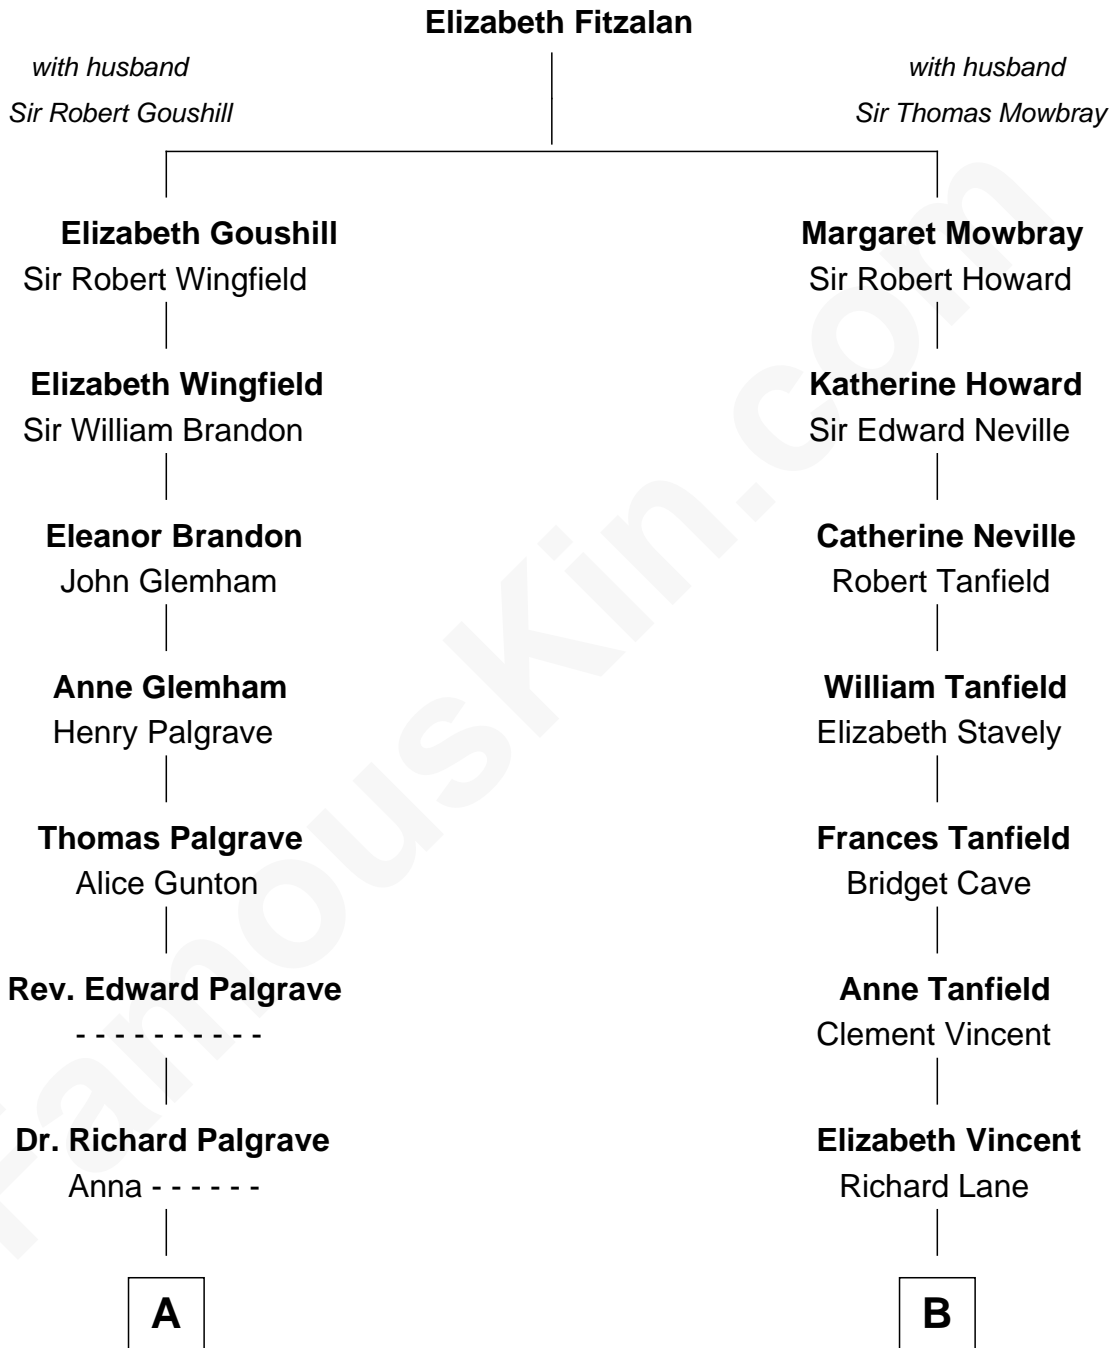 Elizabeth Fitzalan
with husband
Sir Robert Goushill
with husband
Sir Thomas Mowbray
Elizabeth Goushill
Sir Robert Wingfield
Margaret Mowbray
Sir Robert Howard
Elizabeth Wingfield
Sir William Brandon
Katherine Howard
Sir Edward Neville
Eleanor Brandon
John Glemham
Catherine Neville
Robert Tanfield
Anne Glemham
Henry Palgrave
William Tanfield
Elizabeth Stavely
Thomas Palgrave
Alice Gunton
Frances Tanfield
Bridget Cave
Rev. Edward Palgrave
- - - - - - - - - -
Anne Tanfield
Clement Vincent
Dr. Richard Palgrave
Anna - - - - - -
Elizabeth Vincent
Richard Lane
A
B
FamousKin.com